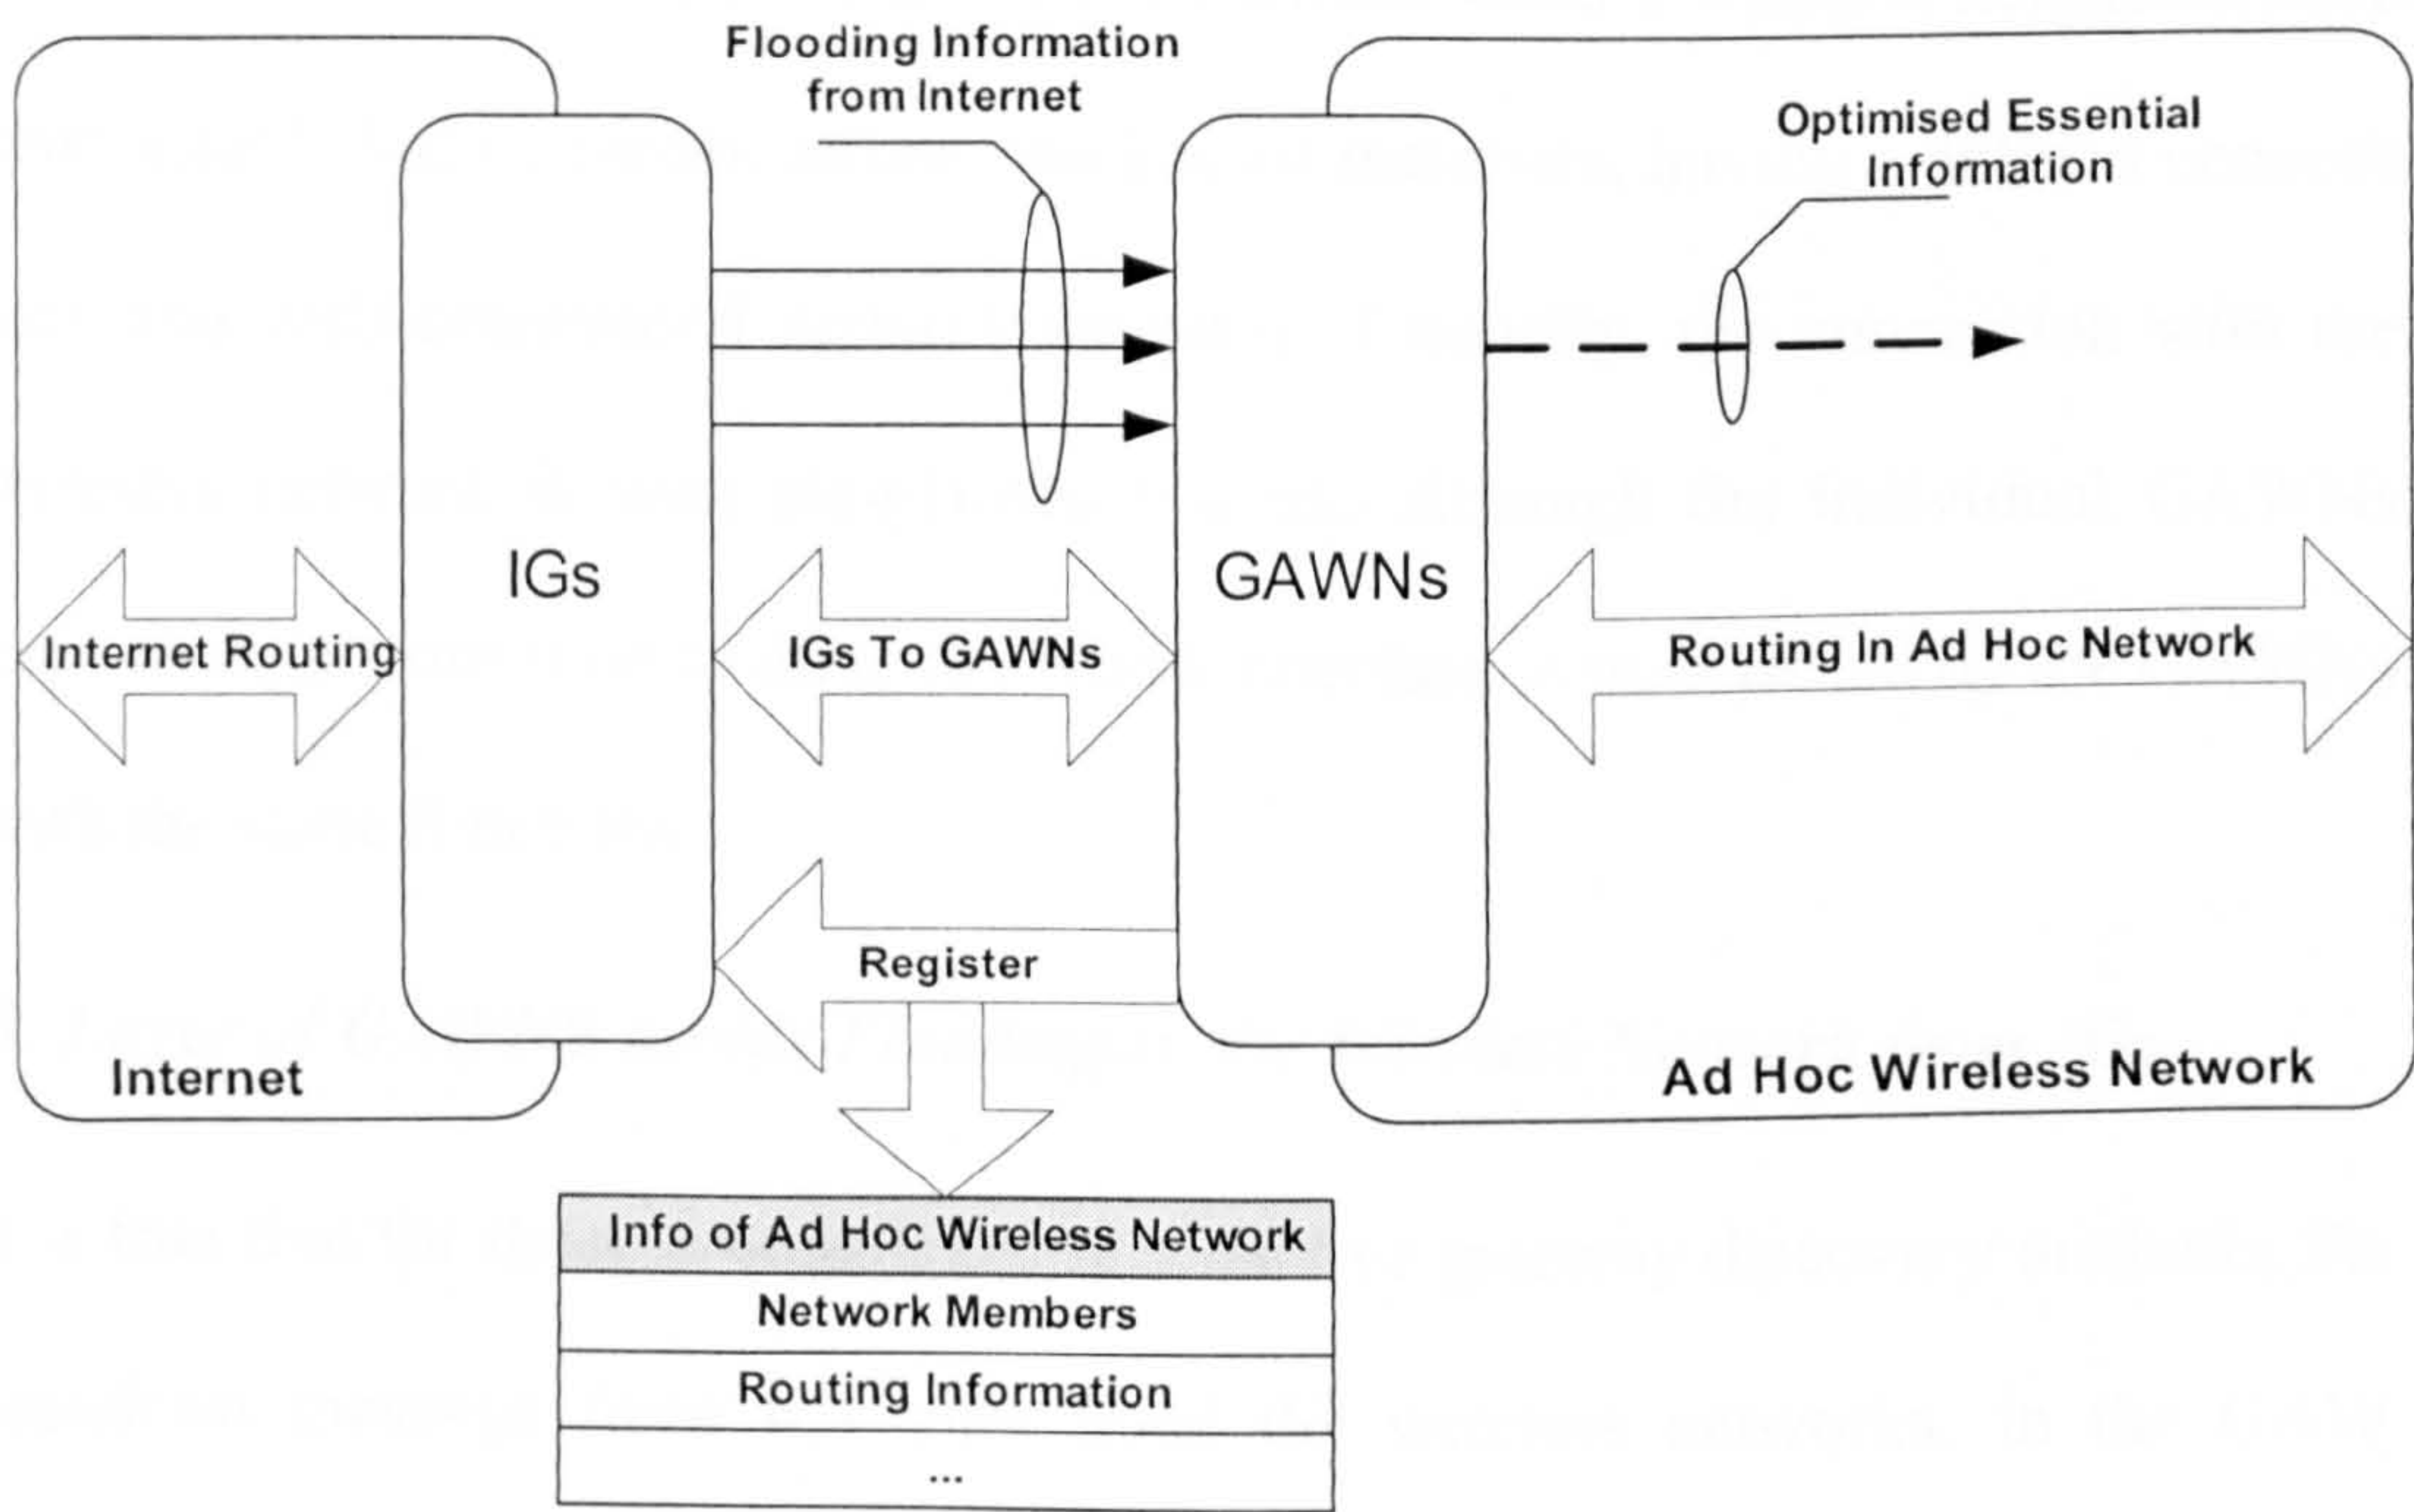 Flooding Information
from Internet
Optimised Essential
Information
IGs
GAWNs
Internet Routing
IGs To GAWNs
Routing In Ad Hoc Network
Register
Internet
Ad Hoc Wireless Network
Info of Ad Hoc Wireless Network
Network Members
Routing Information
...